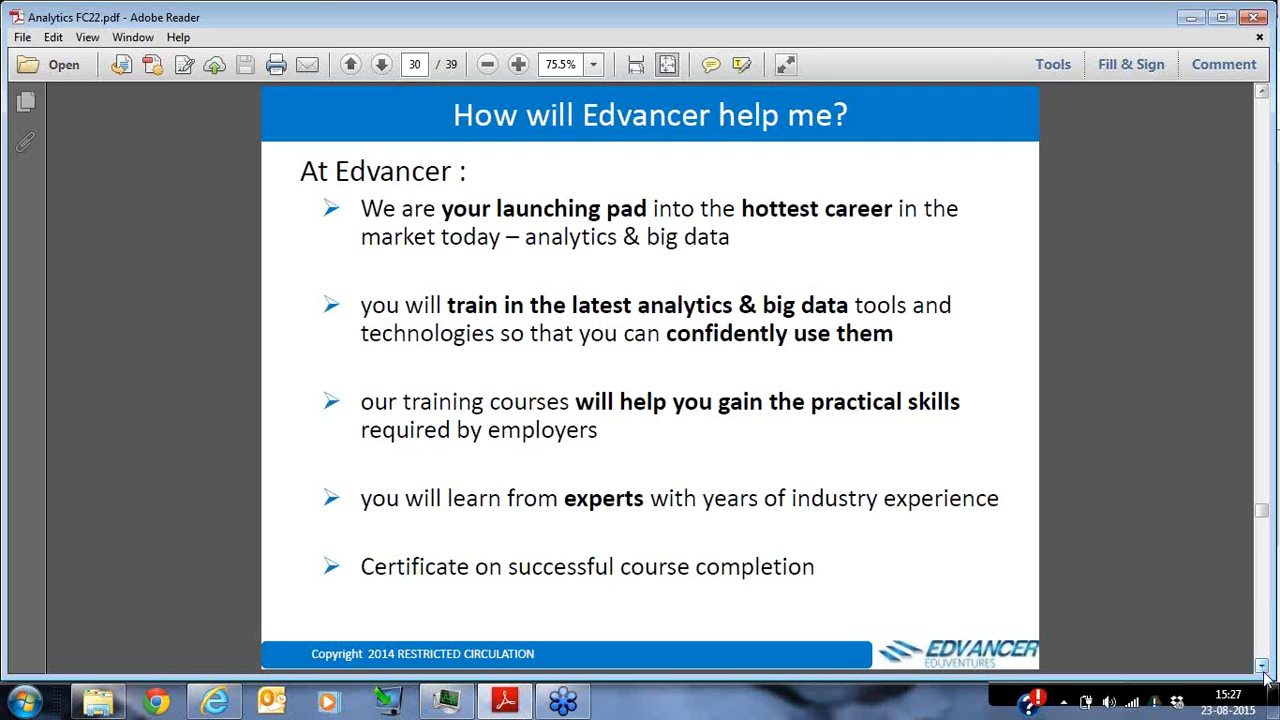 Analytics FC22.pdf - Adobe Reader
File Edit View Window Help
Open 30 / 39 75.5% Tools Fill & Sign Comment
How will Edvancer help me?
At Edvancer :
We are your launching pad into the hottest career in the
market today – analytics & big data
you will train in the latest analytics & big data tools and
technologies so that you can confidently use them
our training courses will help you gain the practical skills
required by employers
you will learn from experts with years of industry experience
Certificate on successful course completion
Copyright 2014 RESTRICTED CIRCULATION
EDVANCER
EDUVENTURES
15:27
23-08-2015